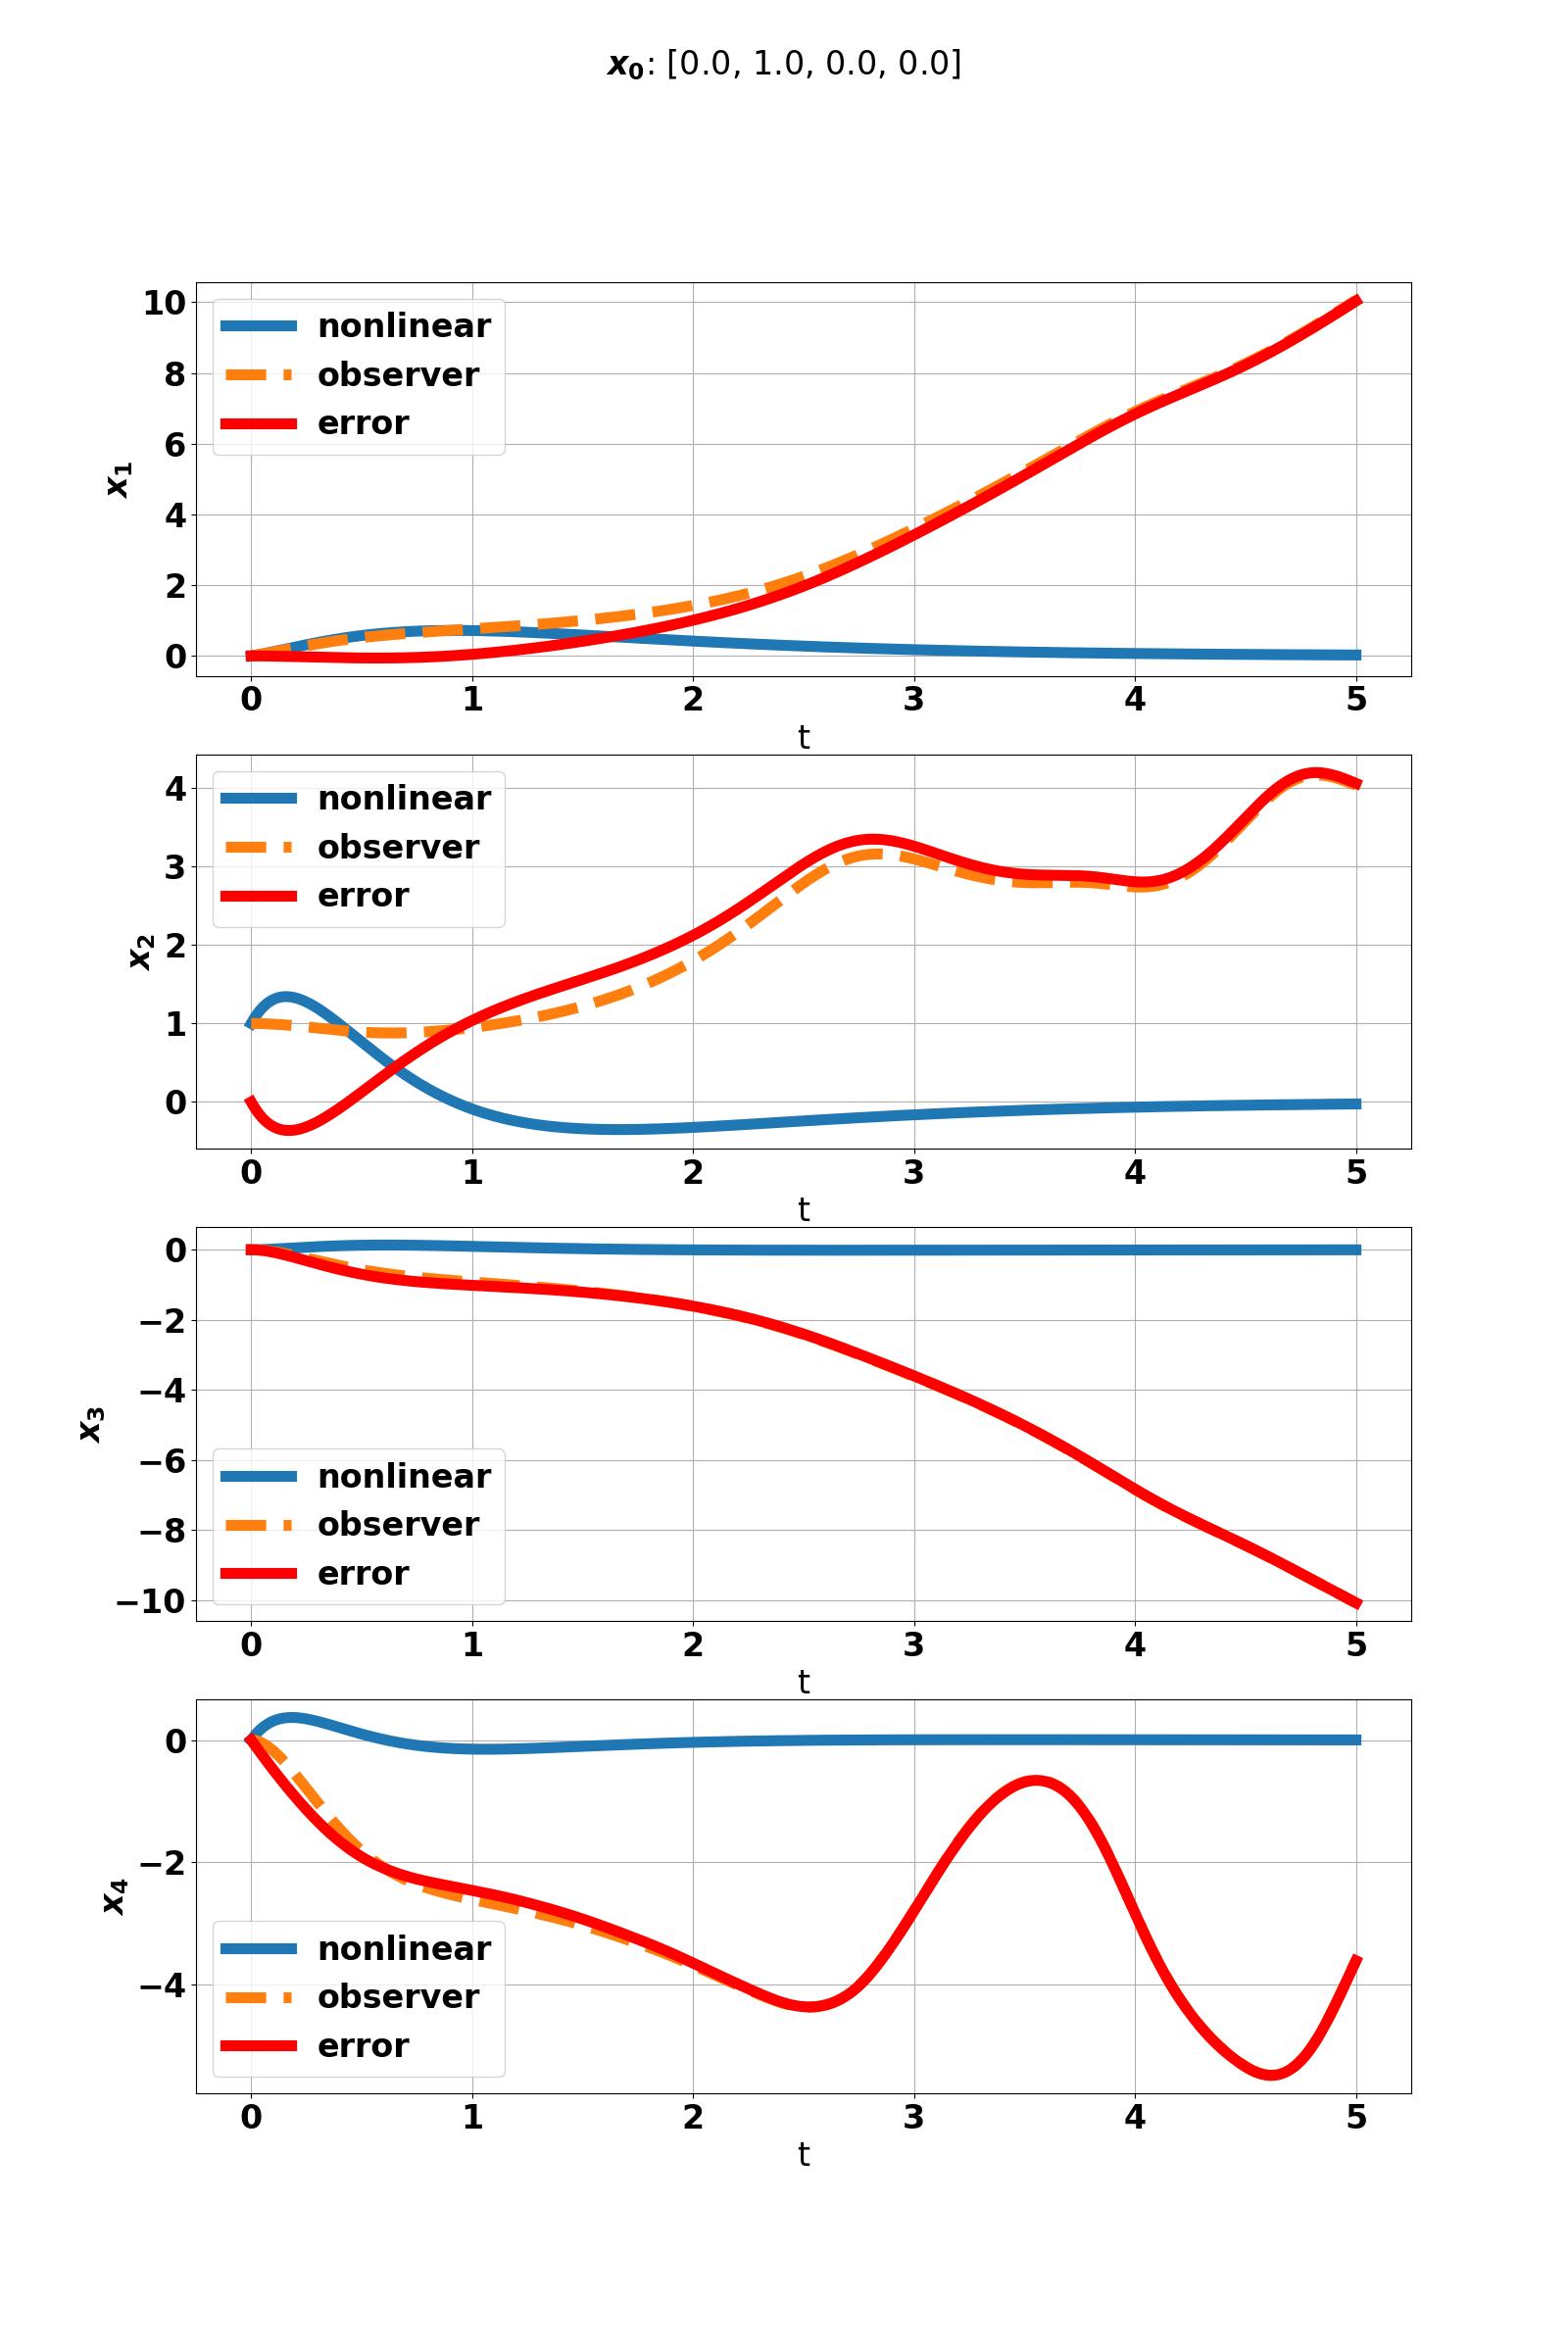 x₀: [0.0, 1.0, 0.0, 0.0]
10
8
6
4
2
0
x₁
nonlinear
observer
error
0 1 2 3 4 5
t
4
3
2
1
0
x₂
nonlinear
observer
error
0 1 2 3 4 5
t
0
−2
−4
−6
−8
−10
x₃
nonlinear
observer
error
0 1 2 3 4 5
t
0
−2
−4
x₄
nonlinear
observer
error
0 1 2 3 4 5
t